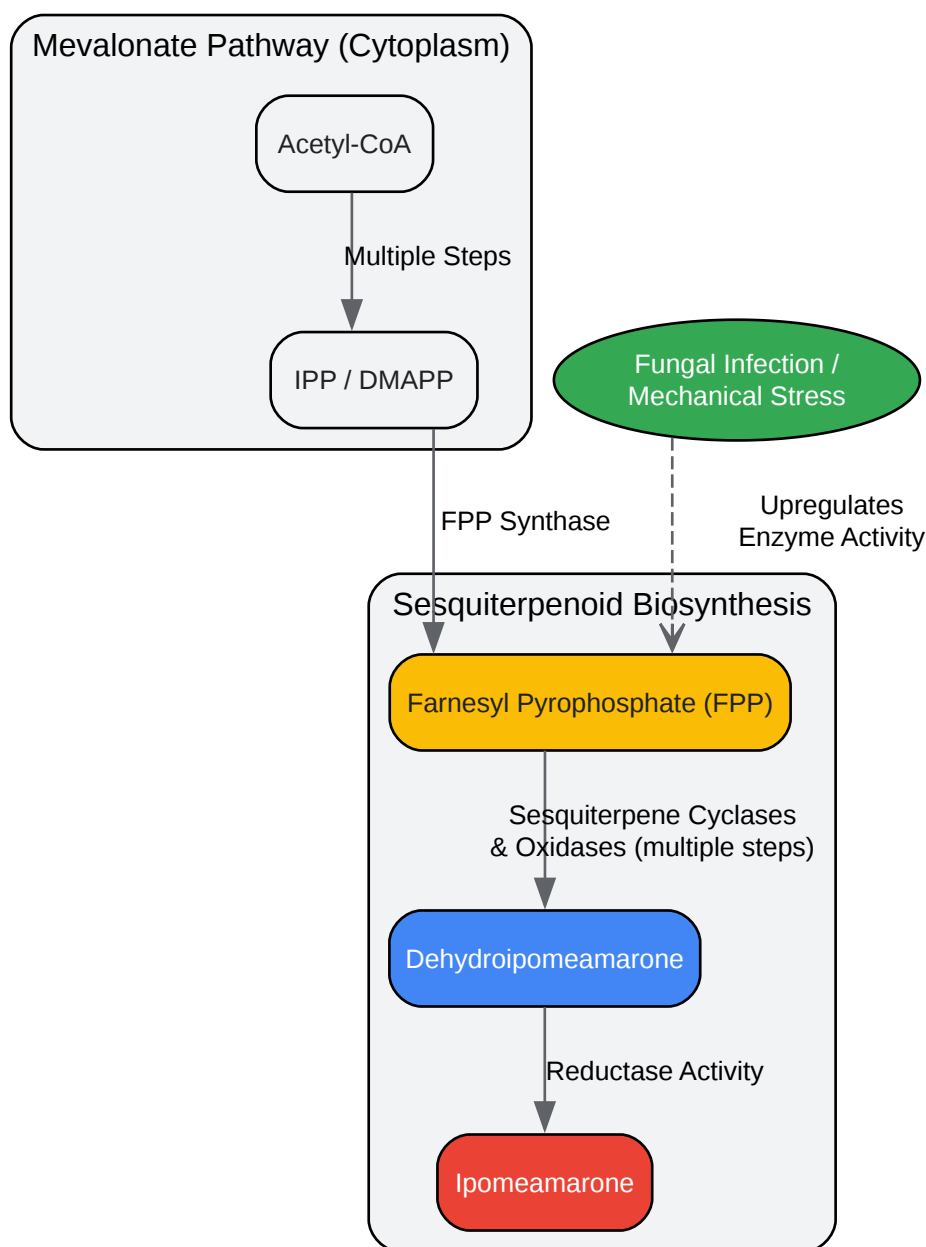 Mevalonate Pathway (Cytoplasm)
Acetyl-CoA
Multiple Steps
IPP / DMAPP
Fungal Infection /
Mechanical Stress
FPP Synthase
Upregulates
Enzyme Activity
Sesquiterpenoid Biosynthesis
Farnesyl Pyrophosphate (FPP)
Sesquiterpene Cyclases
& Oxidases (multiple steps)
Dehydroipomeamarone
Reductase Activity
Ipomeamarone